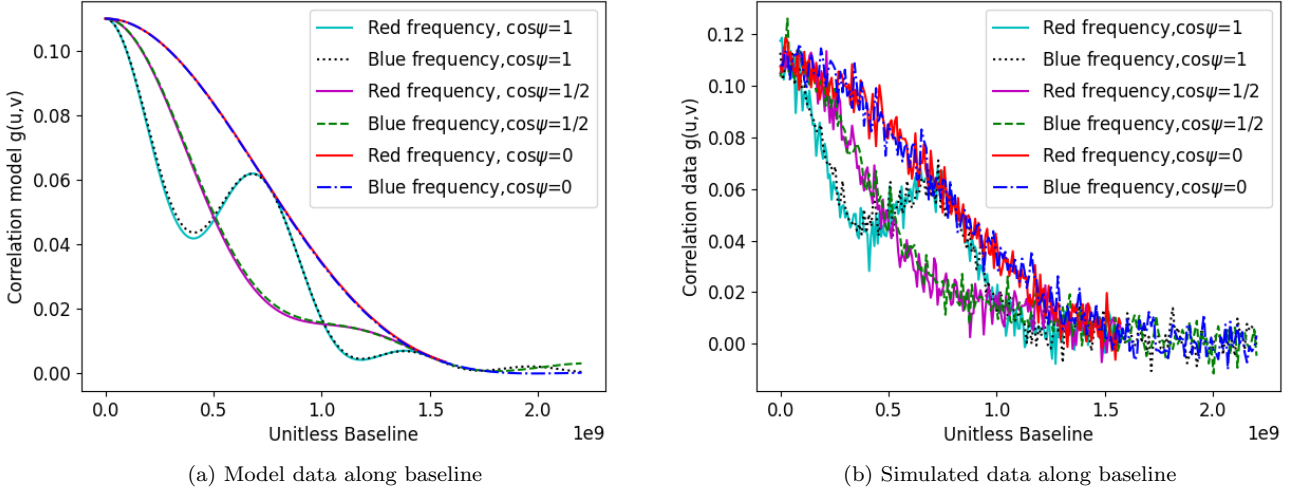 Correlation model g(u,v)
0.10
0.08
0.06
0.04
0.02
0.00
Red frequency, cosψ=1
Blue frequency,cosψ=1
Red frequency, cosψ=1/2
Blue frequency,cosψ=1/2
Red frequency, cosψ=0
Blue frequency,cosψ=0
0.0 0.5 1.0 1.5 2.0
Unitless Baseline 1e9
(a) Model data along baseline
Correlation data g(u,v)
0.12
0.10
0.08
0.06
0.04
0.02
0.00
Red frequency, cosψ=1
Blue frequency,cosψ=1
Red frequency, cosψ=1/2
Blue frequency,cosψ=1/2
Red frequency, cosψ=0
Blue frequency,cosψ=0
0.0 0.5 1.0 1.5 2.0
Unitless Baseline 1e9
(b) Simulated data along baseline